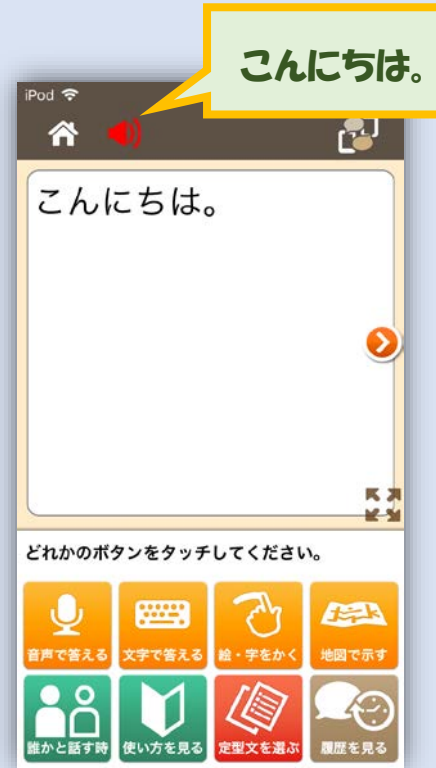 こんにちは。
iPod
こんにちは。
どれかのボタンをタッチしてください。
音声で答える
文字で答える
絵・字をかく
地図で示す
誰かと話す時
使い方を見る
定型文を選ぶ
履歴を見る